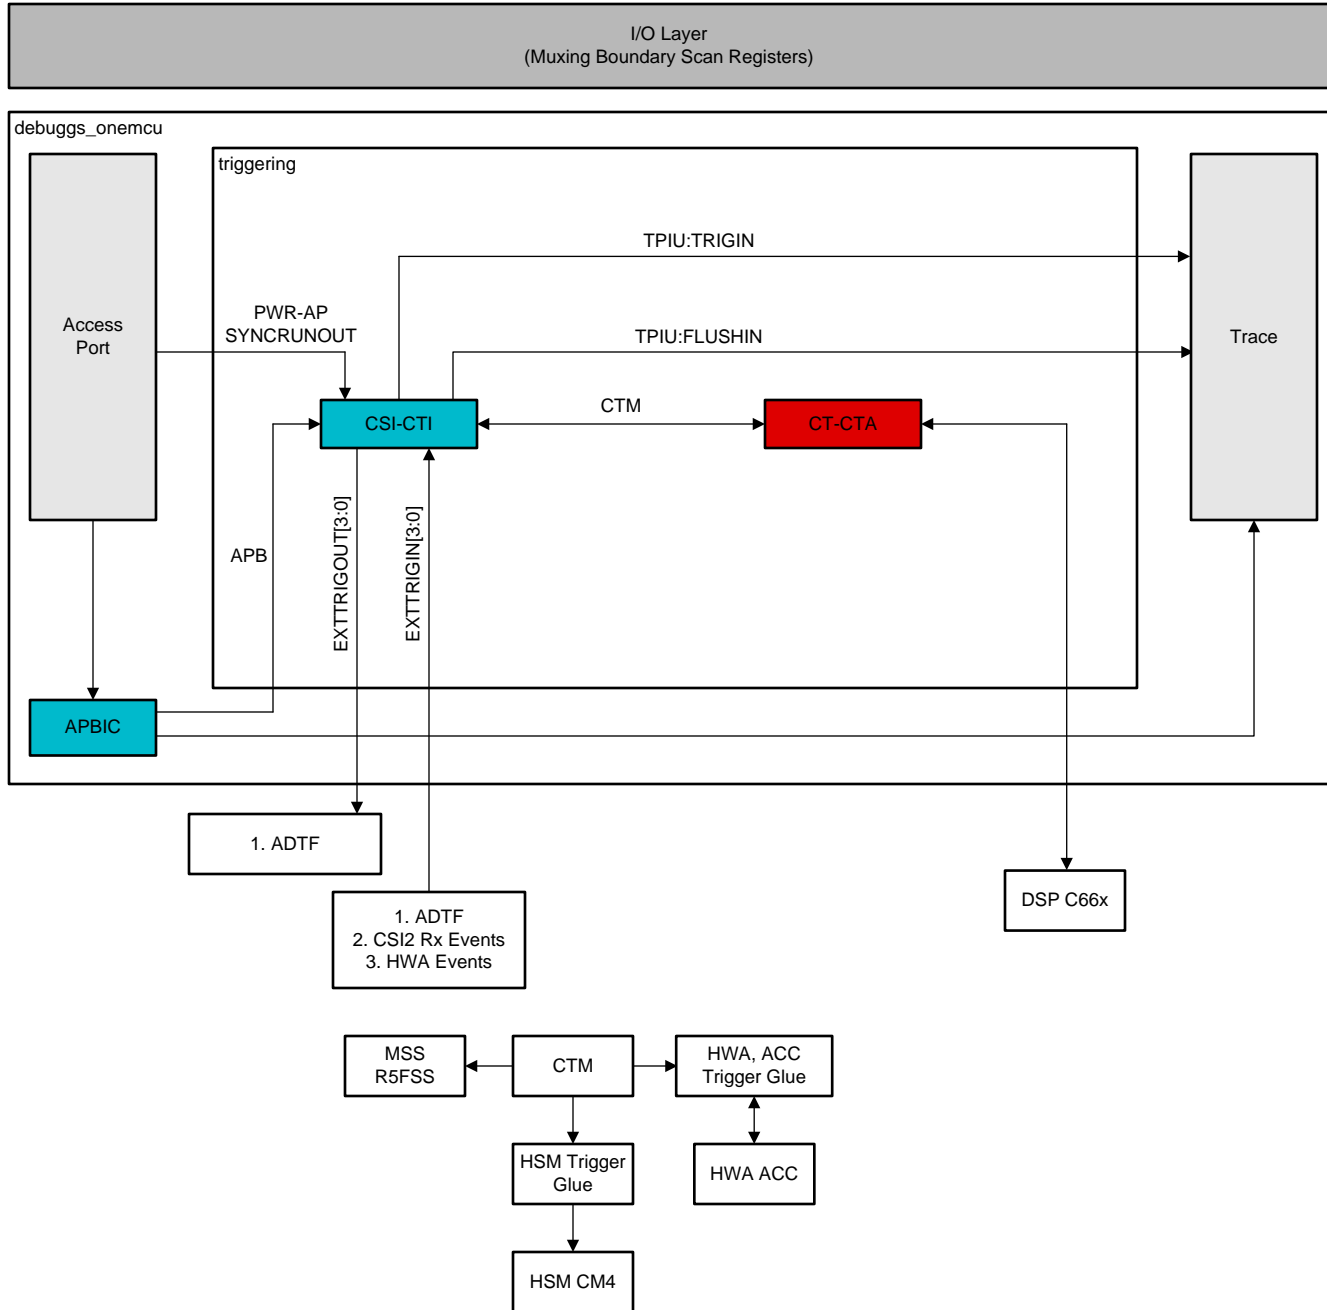 I/O Layer
(Muxing Boundary Scan Registers)
debuggs_onemcu
triggering
Access
Port
PWR-AP
SYNCRUNOUT
TPIU:TRIGIN
TPIU:FLUSHIN
Trace
CSI-CTI
CTM
CT-CTA
APB
EXTTRIGOUT[3:0]
EXTTRIGIN[3:0]
APBIC
1. ADTF
1. ADTF
2. CSI2 Rx Events
3. HWA Events
DSP C66x
MSS
R5FSS
CTM
HWA, ACC
Trigger Glue
HSM Trigger
Glue
HWA ACC
HSM CM4